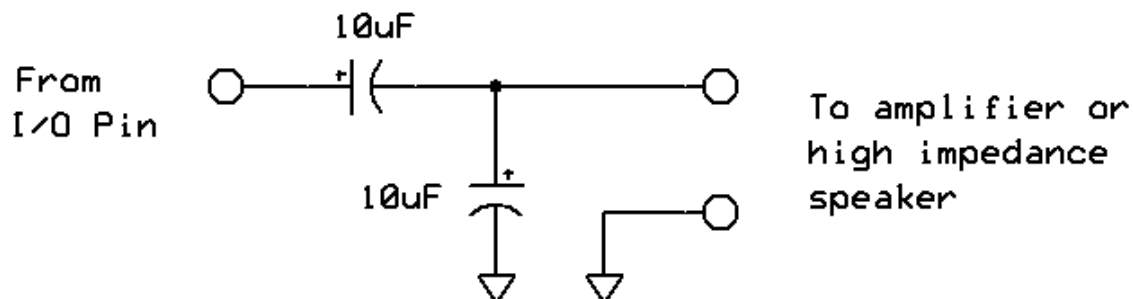 10uF
From
I/O Pin
To amplifier or
high impedance
speaker
10uF
+
+